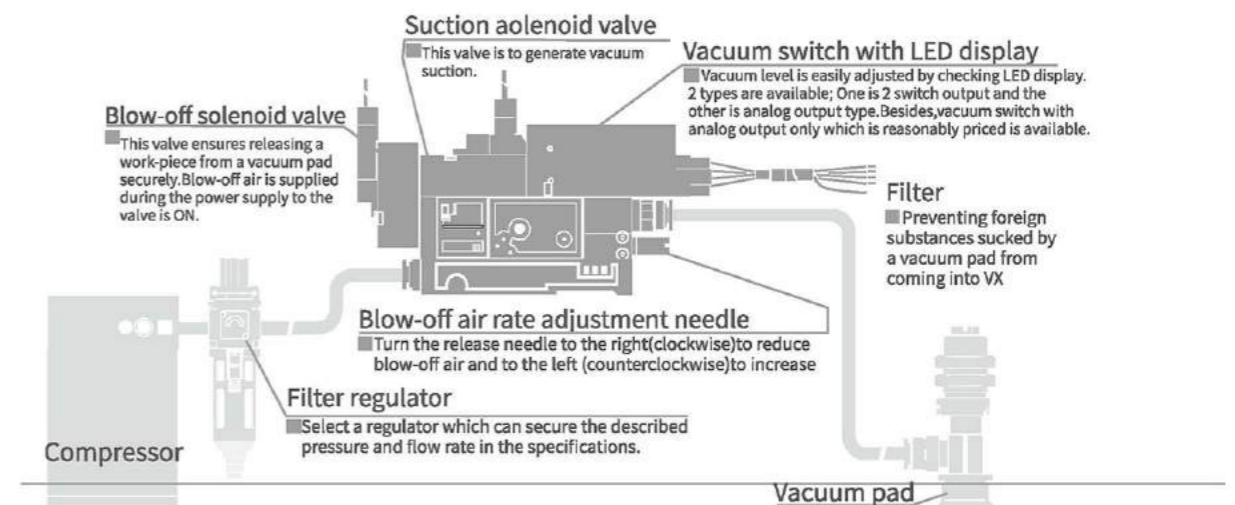 Suction aolenoid valve
This valve is to generate vacuum
suction.
Vacuum switch with LED display
Vacuum level is easily adjusted by checking LED display.
2 types are available; One is 2 switch output and the
other is analog output type.Besides,vacuum switch with
analog output only which is reasonably priced is available.
Blow-off solenoid valve
This valve ensures releasing a
work-piece from a vacuum pad
securely.Blow-off air is supplied
during the power supply to the
valve is ON.
Filter
Preventing foreign
substances sucked by
a vacuum pad from
coming into VX
Blow-off air rate adjustment needle
Turn the release needle to the right(clockwise)to reduce
blow-off air and to the left (counterclockwise)to increase
Filter regulator
Select a regulator which can secure the described
pressure and flow rate in the specifications.
Compressor
Vacuum pad